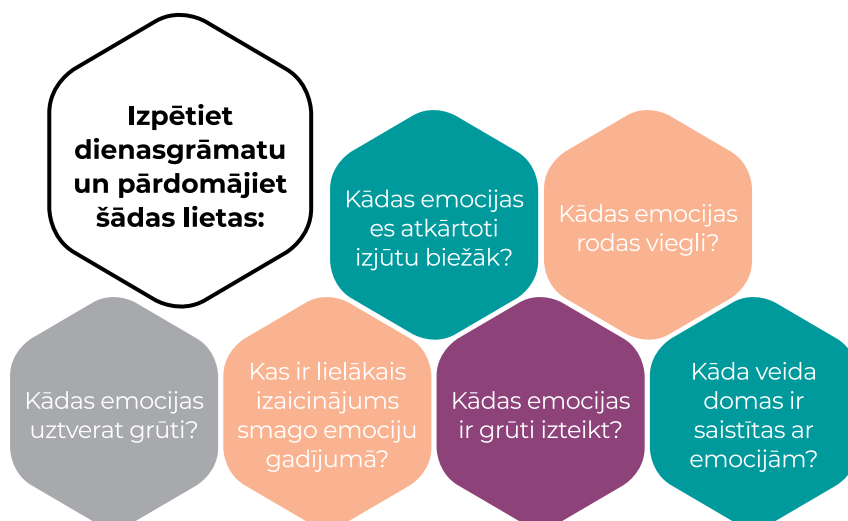 Izpētiet
dienasgrāmatu
un pārdomājiet
šādas lietas:
Kādas emocijas
es atkārtoti
izjūtu biežāk?
Kādas emocijas
rodas viegli?
Kādas emocijas
uztverat grūti?
Kas ir lielākais
izaicinājums
smago emociju
gadījumā?
Kādas emocijas
ir grūti izteikt?
Kāda veida
domas ir
saistītas ar
emocijām?